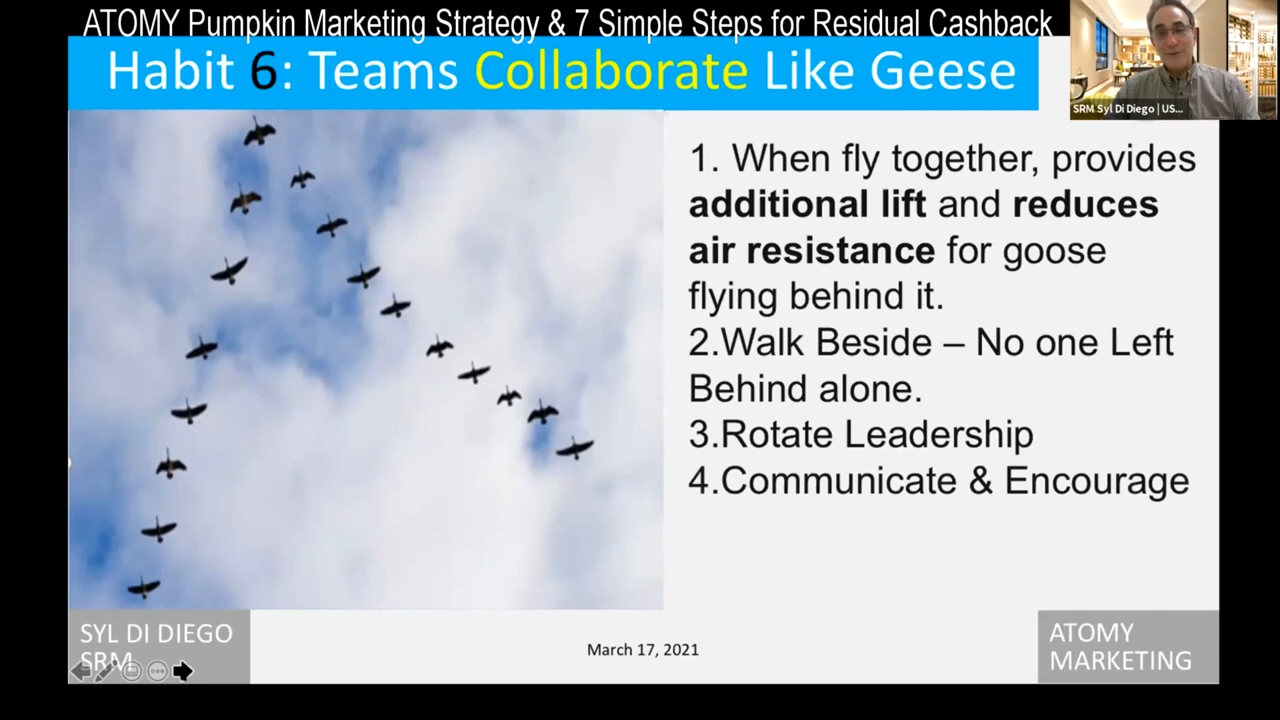 ATOMY Pumpkin Marketing Strategy & 7 Simple Steps for Residual Cashback
Habit 6: Teams Collaborate Like Geese
SRM Syl Di Diego | US...
1. When fly together, provides
additional lift and reduces
air resistance for goose
flying behind it.
2.Walk Beside – No one Left
Behind alone.
3.Rotate Leadership
4.Communicate & Encourage
SYL DI DIEGO
SRM
March 17, 2021
ATOMY
MARKETING